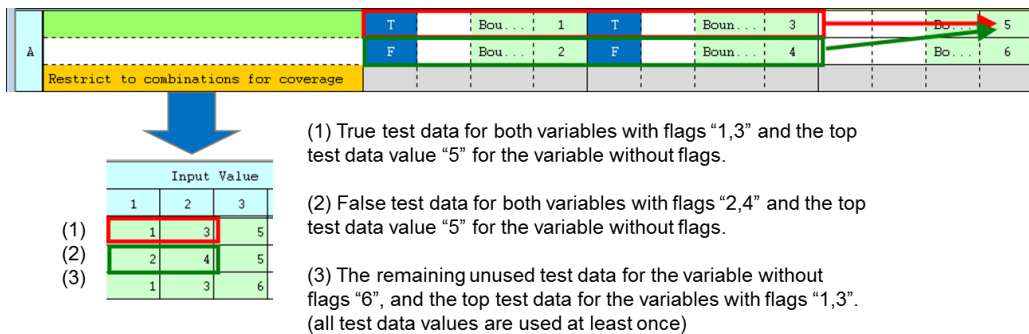 T Bou... 1 T Boun... 3 Bo... 5
A F Bou... 2 F Boun... 4 Bo... 6
Restrict to combinations for coverage
(1) True test data for both variables with flags “1,3” and the top
test data value “5” for the variable without flags.
Input Value
1 2 3
(1) 1 3 5
(2) 2 4 5
(3) 1 3 6
(2) False test data for both variables with flags “2,4” and the top
test data value “5” for the variable without flags.
(3) The remaining unused test data for the variable without
flags “6”, and the top test data for the variables with flags “1,3”.
(all test data values are used at least once)